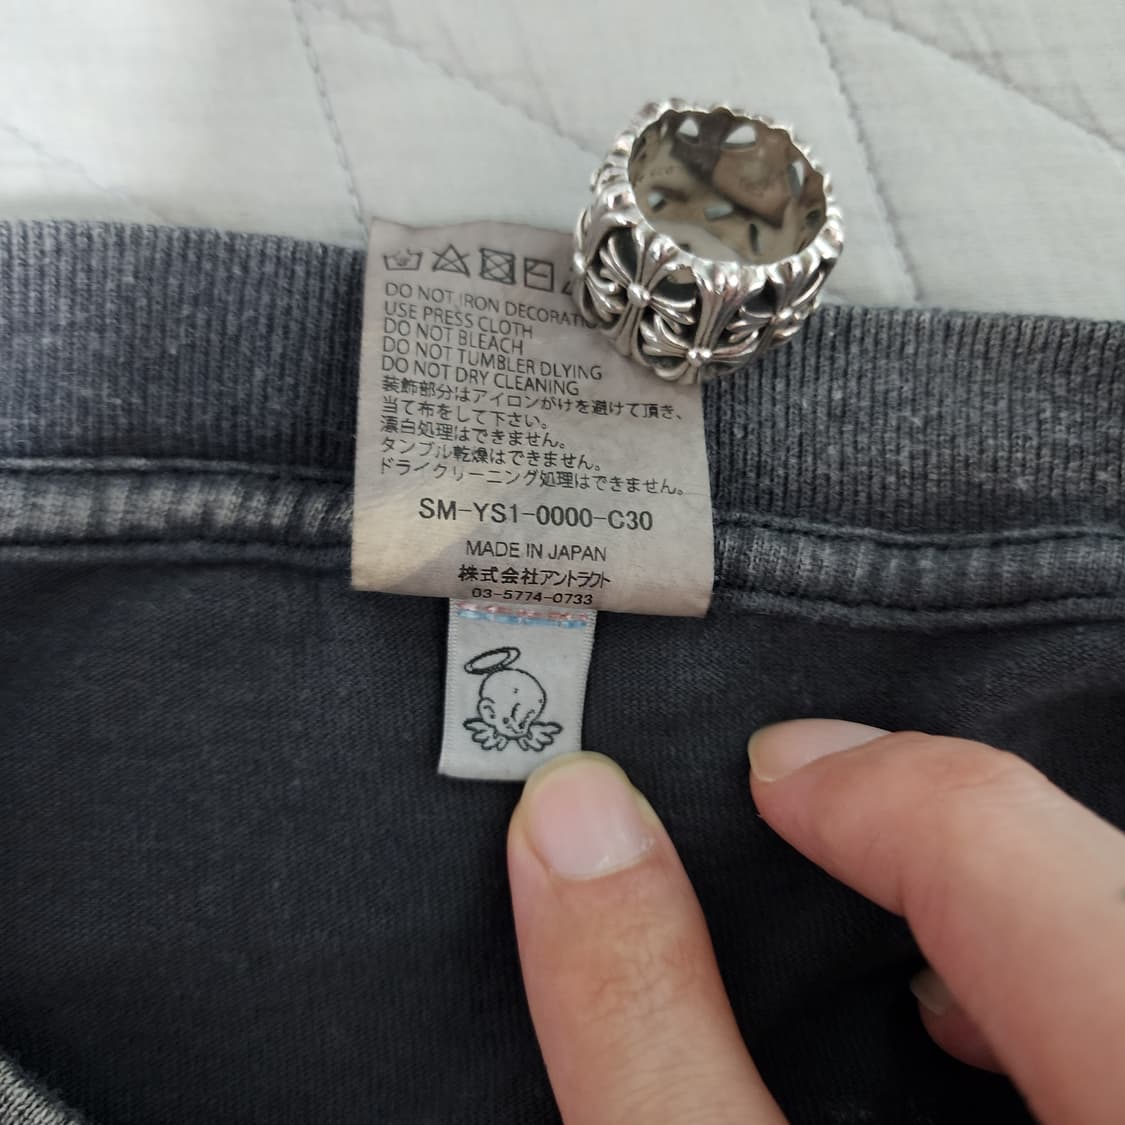 DO NOT IRON DECORATIO
USE PRESS CLOTH
DO NOT BLEACH
DO NOT TUMBLER DLYING
DO NOT DRY CLEANING
装飾部分はアイロンがけを避けて頂き、
当て布をして下さい。
漂白処理はできません。
タンブル乾燥はできません。
ドライクリーニング処理はできません。
SM-YS1-0000-C30
MADE IN JAPAN
株式会社アントラクト
03-5774-0733